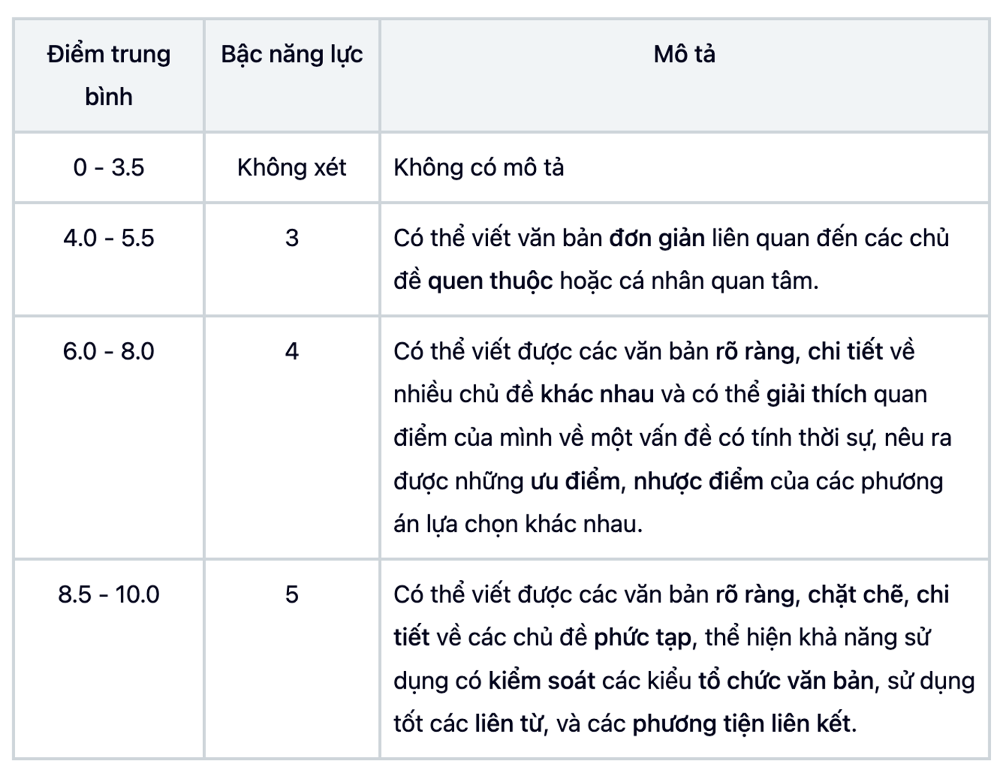 Điểm trung
bình
Bậc năng lực
Mô tả
0 - 3.5
Không xét
Không có mô tả
4.0 - 5.5
3
Có thể viết văn bản đơn giản liên quan đến các chủ
đề quen thuộc hoặc cá nhân quan tâm.
6.0 - 8.0
4
Có thể viết được các văn bản rõ ràng, chi tiết về
nhiều chủ đề khác nhau và có thể giải thích quan
điểm của mình về một vấn đề có tính thời sự, nêu ra
được những ưu điểm, nhược điểm của các phương
án lựa chọn khác nhau.
8.5 - 10.0
5
Có thể viết được các văn bản rõ ràng, chặt chẽ, chi
tiết về các chủ đề phức tạp, thể hiện khả năng sử
dụng có kiểm soát các kiểu tổ chức văn bản, sử dụng
tốt các liên từ, và các phương tiện liên kết.